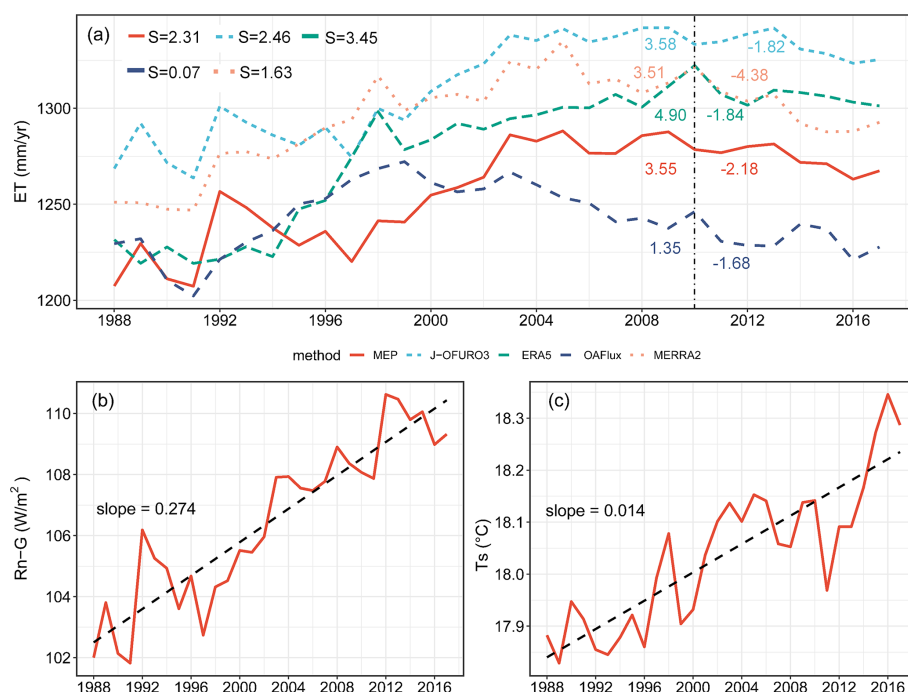 (a)
S=2.31 S=2.46 S=3.45
S=0.07 S=1.63
3.58 -1.82
3.51 -4.38
4.90 -1.84
3.55 -2.18
1.35 -1.68
ET (mm/yr)
1300
1250
1200
1988 1992 1996 2000 2004 2008 2012 2016
method MEP J-OFURO3 ERA5 OAFlux MERRA2
(b)
slope = 0.274
Rn-G (W/m²)
110
108
106
104
102
1988 1992 1996 2000 2004 2008 2012 2016
(c)
slope = 0.014
Ts (°C)
18.3
18.2
18.1
18.0
17.9
1988 1992 1996 2000 2004 2008 2012 2016